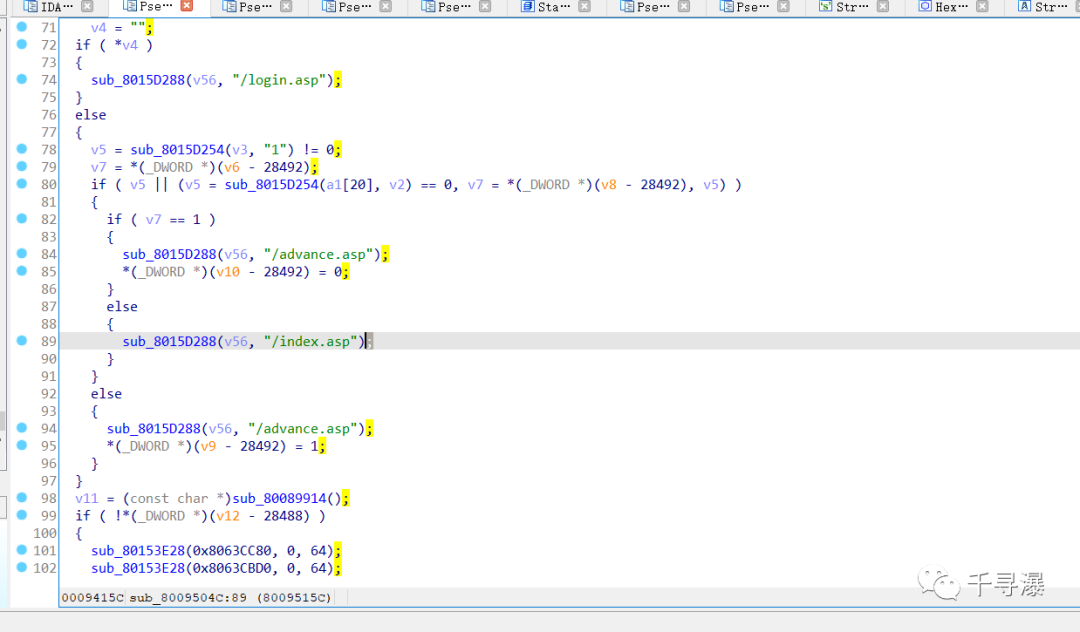 IDA… Pse… Pse… Pse… Pse… Sta… Pse… Pse… Str… Hex… Str…
71 v4 = "";
72 if ( *v4 )
73 {
74 sub_8015D288(v56, "/login.asp");
75 }
76 else
77 {
78 v5 = sub_8015D254(v3, "1") != 0;
79 v7 = *(_DWORD *)(v6 - 28492);
80 if ( v5 || (v5 = sub_8015D254(a1[20], v2) == 0, v7 = *(_DWORD *)(v8 - 28492), v5) )
81 {
82 if ( v7 == 1 )
83 {
84 sub_8015D288(v56, "/advance.asp");
85 *(_DWORD *)(v10 - 28492) = 0;
86 }
87 else
88 {
89 sub_8015D288(v56, "/index.asp");
90 }
91 }
92 else
93 {
94 sub_8015D288(v56, "/advance.asp");
95 *(_DWORD *)(v9 - 28492) = 1;
96 }
97 }
98 v11 = (const char *)sub_80089914();
99 if ( !*(_DWORD *)(v12 - 28488) )
100 {
101 sub_80153E28(0x8063CC80, 0, 64);
102 sub_80153E28(0x8063CBD0, 0, 64);
0009415C sub_8009504C:89 (8009515C)
千寻瀑